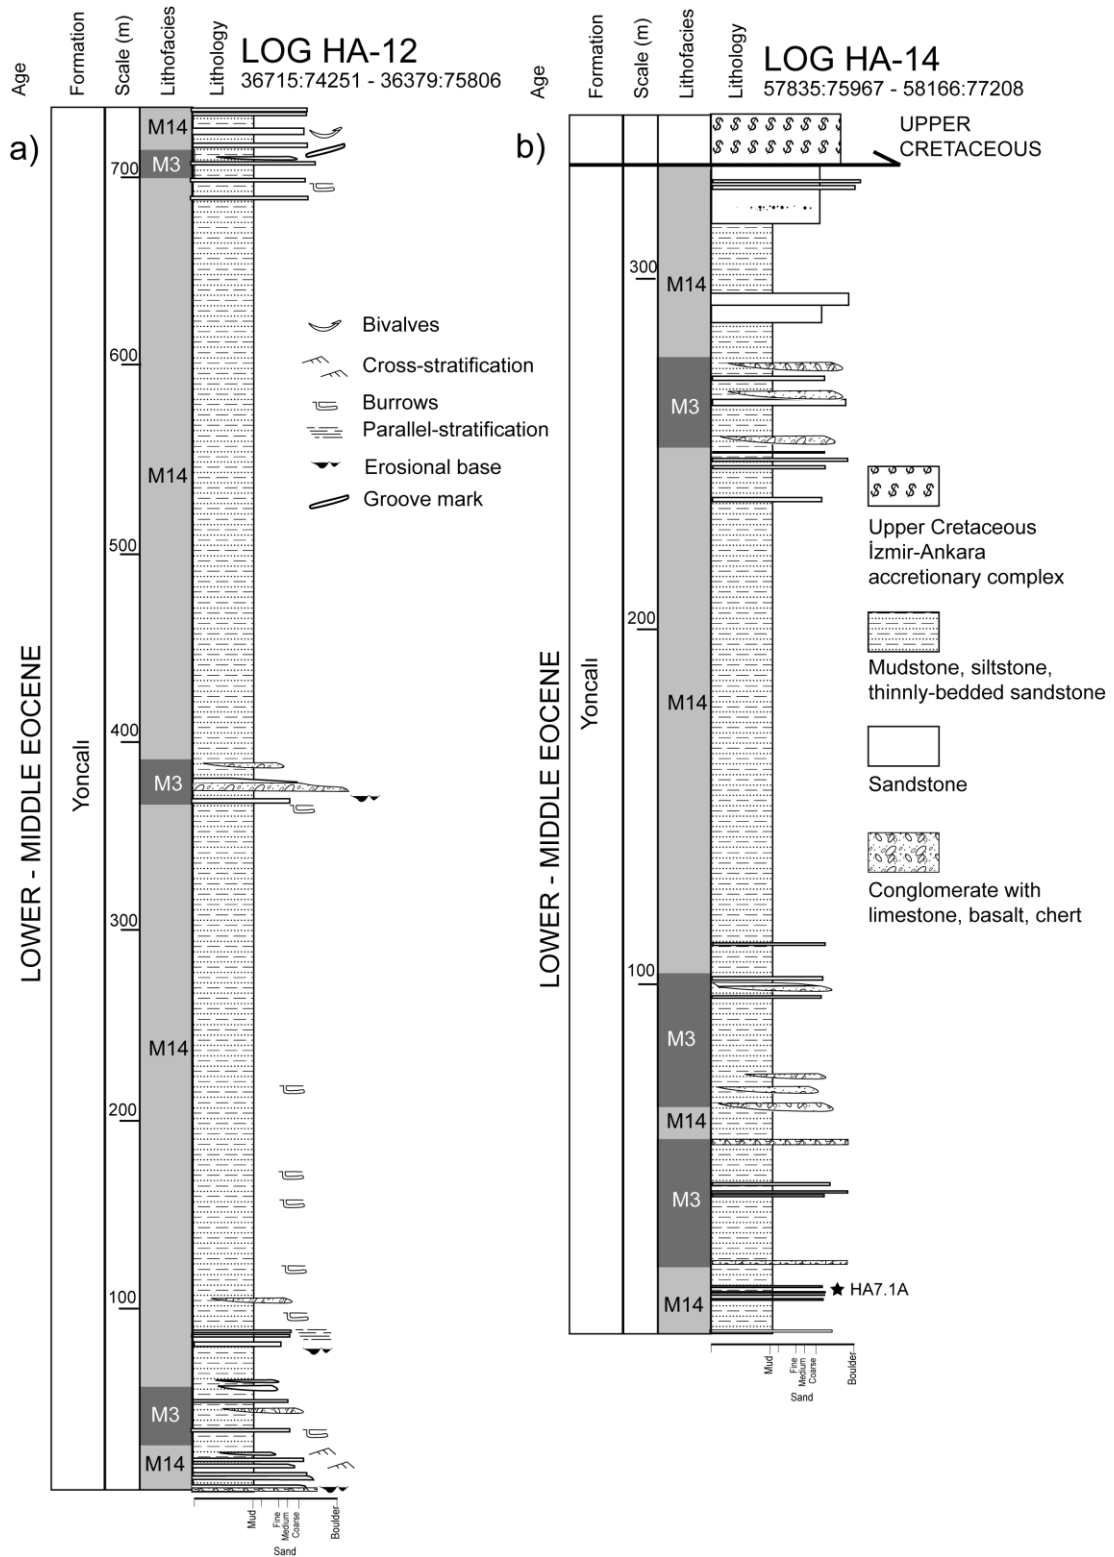 a)
Age
Formation
Scale (m)
Lithofacies
Lithology
LOG HA-12
36715:74251 - 36379:75806
LOWER - MIDDLE EOCENE
Yoncalı
700
600
500
400
300
200
100
M14
M3
M14
M3
M14
M3
M14
Mud
Fine
Medium
Coarse
Boulder
Sand
Bivalves
Cross-stratification
Burrows
Parallel-stratification
Erosional base
Groove mark
b)
Age
Formation
Scale (m)
Lithofacies
Lithology
LOG HA-14
57835:75967 - 58166:77208
UPPER
CRETACEOUS
LOWER - MIDDLE EOCENE
Yoncalı
300
200
100
M14
M3
M14
M3
M14
M3
M14
HA7.1A
Mud
Fine
Medium
Coarse
Boulder
Sand
Upper Cretaceous
İzmir-Ankara
accretionary complex
Mudstone, siltstone,
thinnly-bedded sandstone
Sandstone
Conglomerate with
limestone, basalt, chert